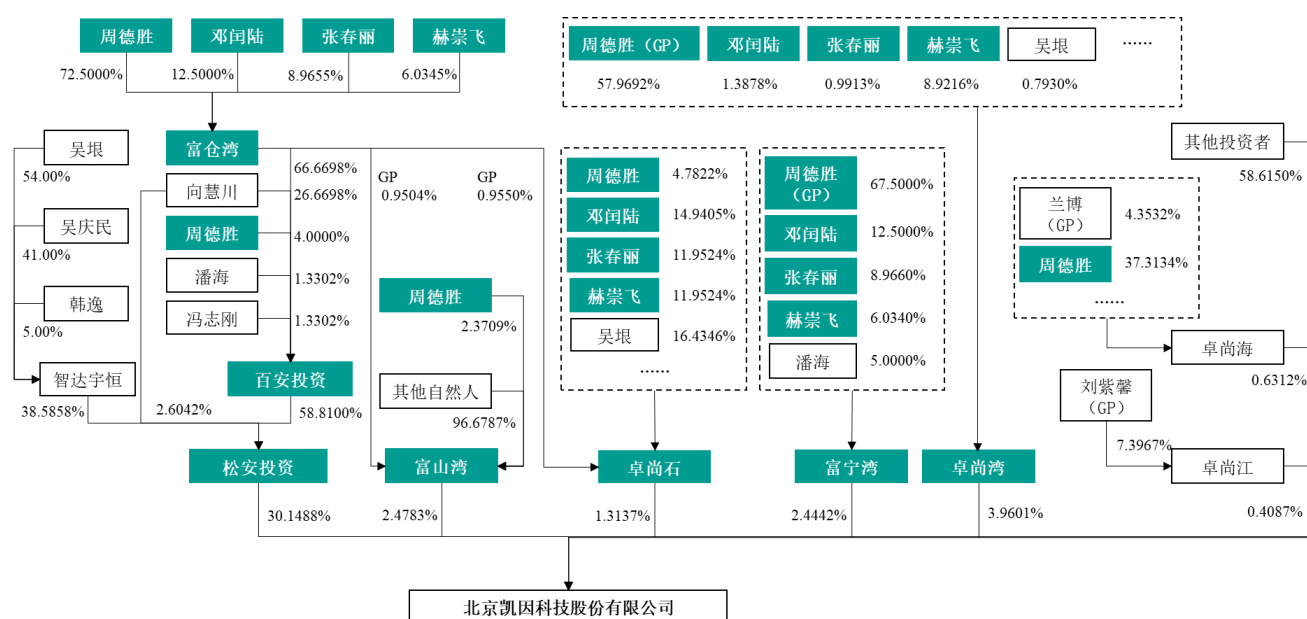 周德胜
邓闰陆
张春丽
赫崇飞
72.5000%
12.5000%
8.9655%
6.0345%
周德胜（GP）
邓闰陆
张春丽
赫崇飞
吴垠
······
57.9692%
1.3878%
0.9913%
8.9216%
0.7930%
吴垠
54.00%
吴庆民
41.00%
韩逸
5.00%
智达宇恒
38.5858%
富仓湾
66.6698%
向慧川
26.6698%
周德胜
4.0000%
潘海
1.3302%
冯志刚
1.3302%
百安投资
2.6042%
58.8100%
GP
0.9504%
GP
0.9550%
周德胜
2.3709%
其他自然人
96.6787%
周德胜
4.7822%
邓闰陆
14.9405%
张春丽
11.9524%
赫崇飞
11.9524%
吴垠
16.4346%
······
周德胜
（GP）
67.5000%
邓闰陆
12.5000%
张春丽
8.9660%
赫崇飞
6.0340%
潘海
5.0000%
其他投资者
58.6150%
兰博
（GP）
4.3532%
周德胜
37.3134%
······
卓尚海
0.6312%
刘紫馨
（GP）
7.3967%
卓尚江
0.4087%
松安投资
富山湾
卓尚石
富宁湾
卓尚湾
30.1488%
2.4783%
1.3137%
2.4442%
3.9601%
北京凯因科技股份有限公司